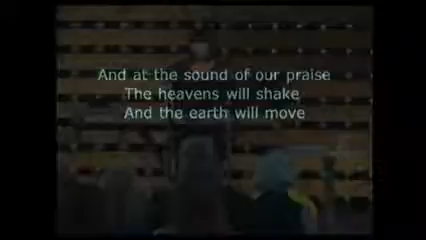 And at the sound of our praise
The heavens will shake
And the earth will move